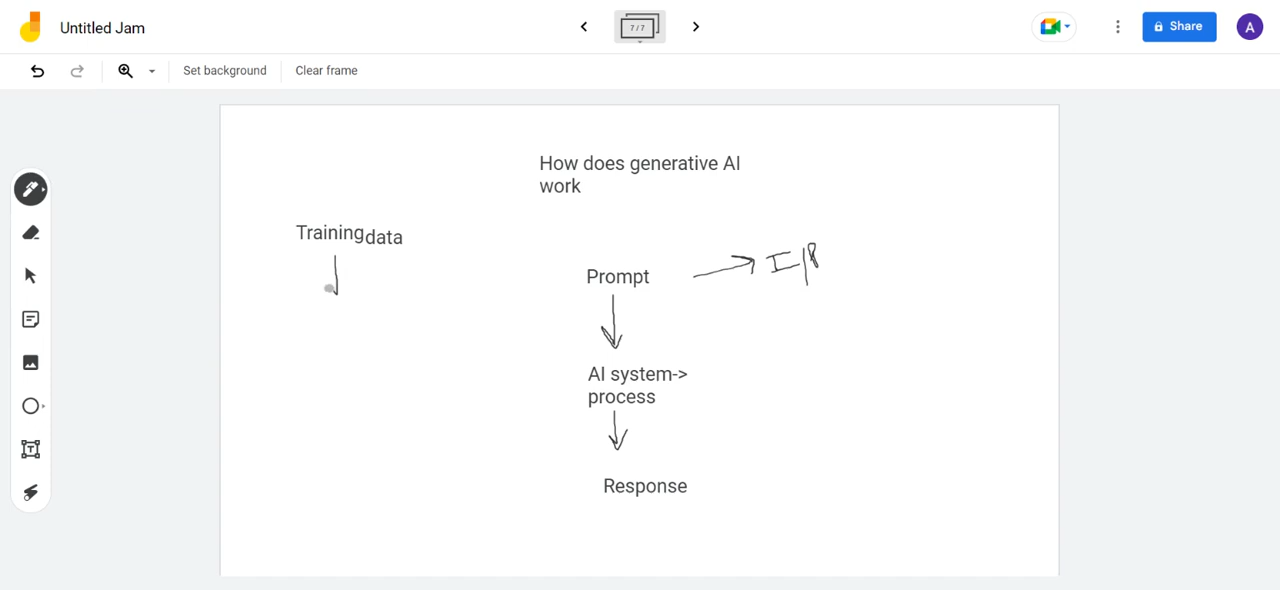 Untitled Jam
7 / 7
Share
A
Set background
Clear frame
How does generative AI
work
Training data
Prompt
I/P
AI system->
process
Response